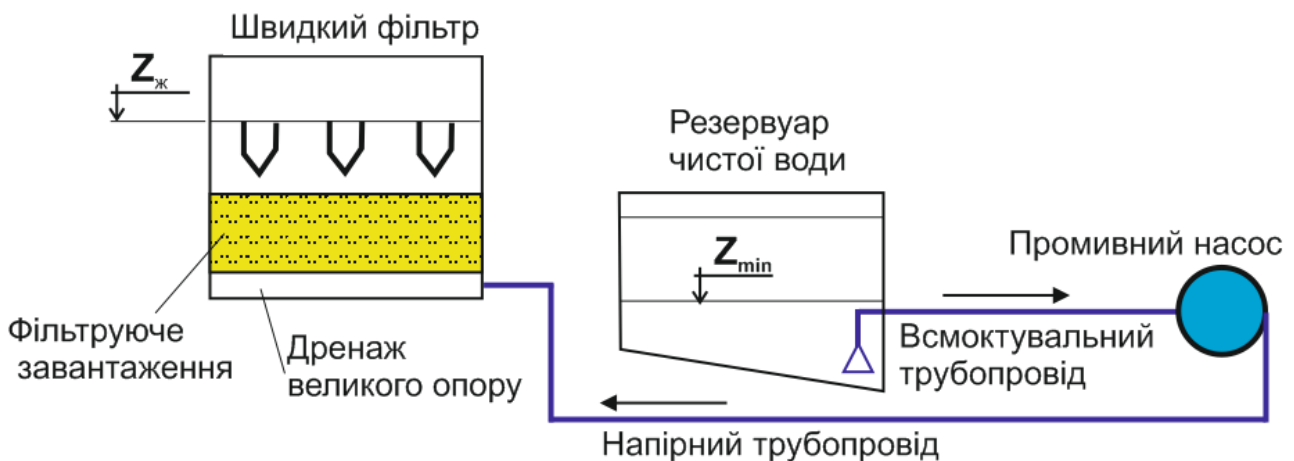 Швидкий фільтр
Zж
Резервуар
чистої води
Zmin
Промивний насос
Фільтруюче
завантаження
Дренаж
великого опору
Всмоктувальний
трубопровід
Напірний трубопровід